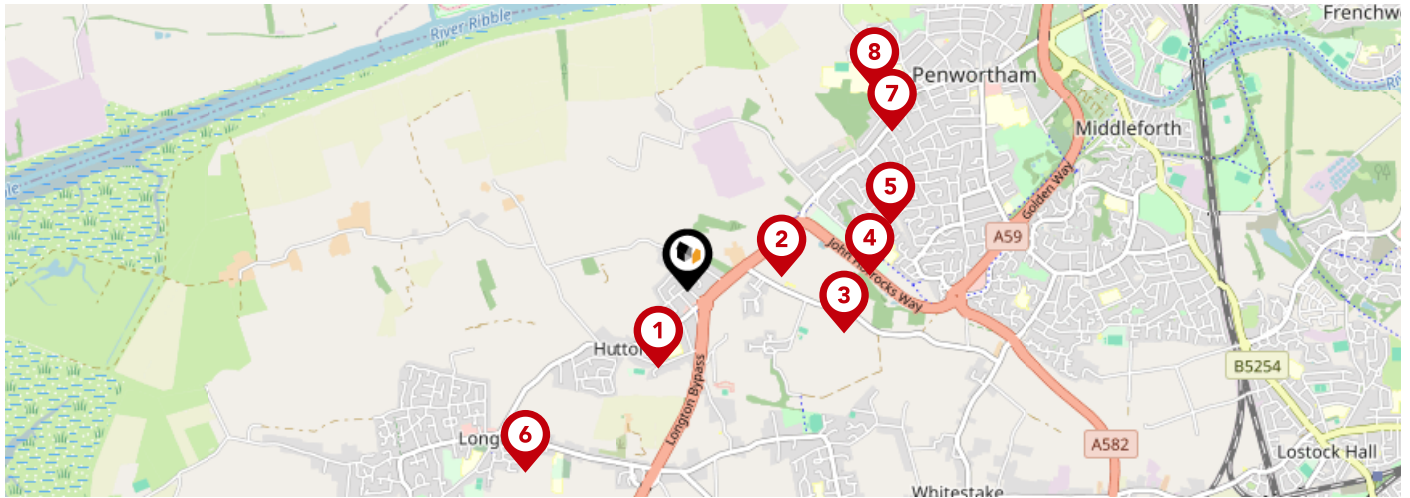 Frenchw
River Ribble
8
Penwortham
7
Middleforth
ble
5
Golden Way
2
4
A59
John Horrocks Way
3
1
Hutton
B5254
Longton Bypass
6
Long
A582
Lostock Hall
Whitestake